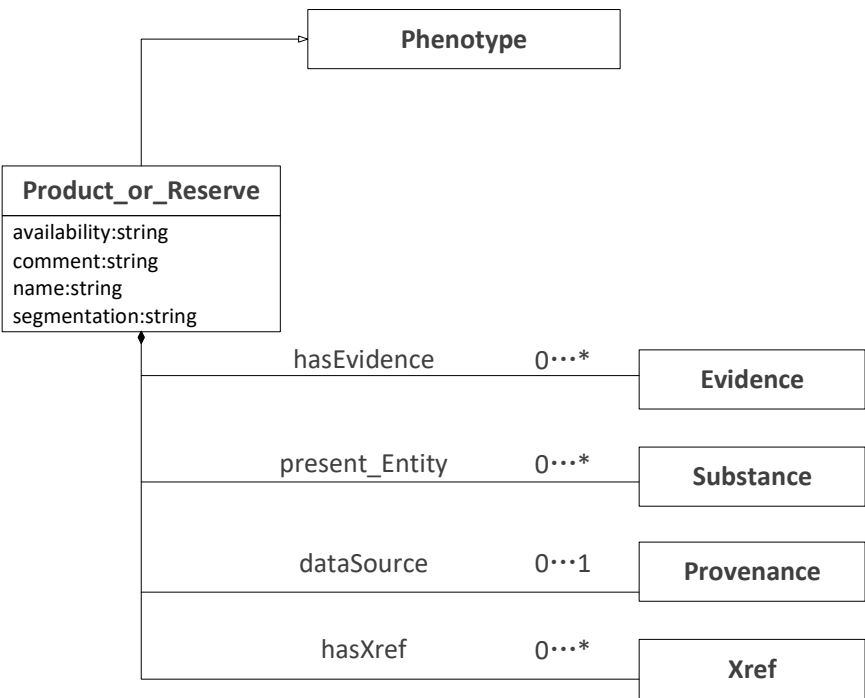 Phenotype
Product_or_Reserve
availability:string
comment:string
name:string
segmentation:string
hasEvidence 0···*
Evidence
present_Entity 0···*
Substance
dataSource 0···1
Provenance
hasXref 0···*
Xref